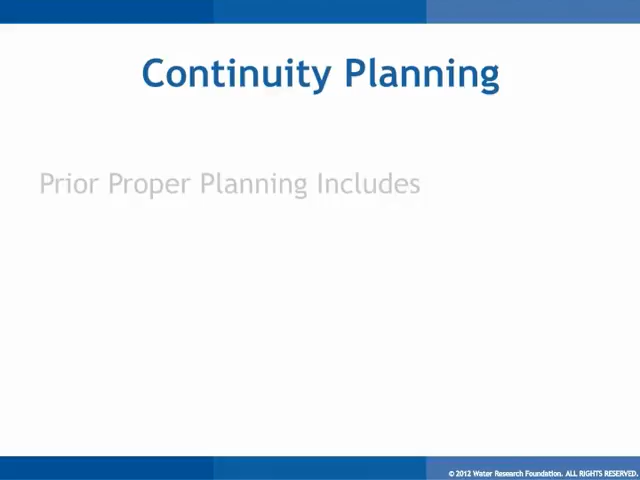 Continuity Planning
Prior Proper Planning Includes
© 2012 Water Research Foundation. ALL RIGHTS RESERVED.